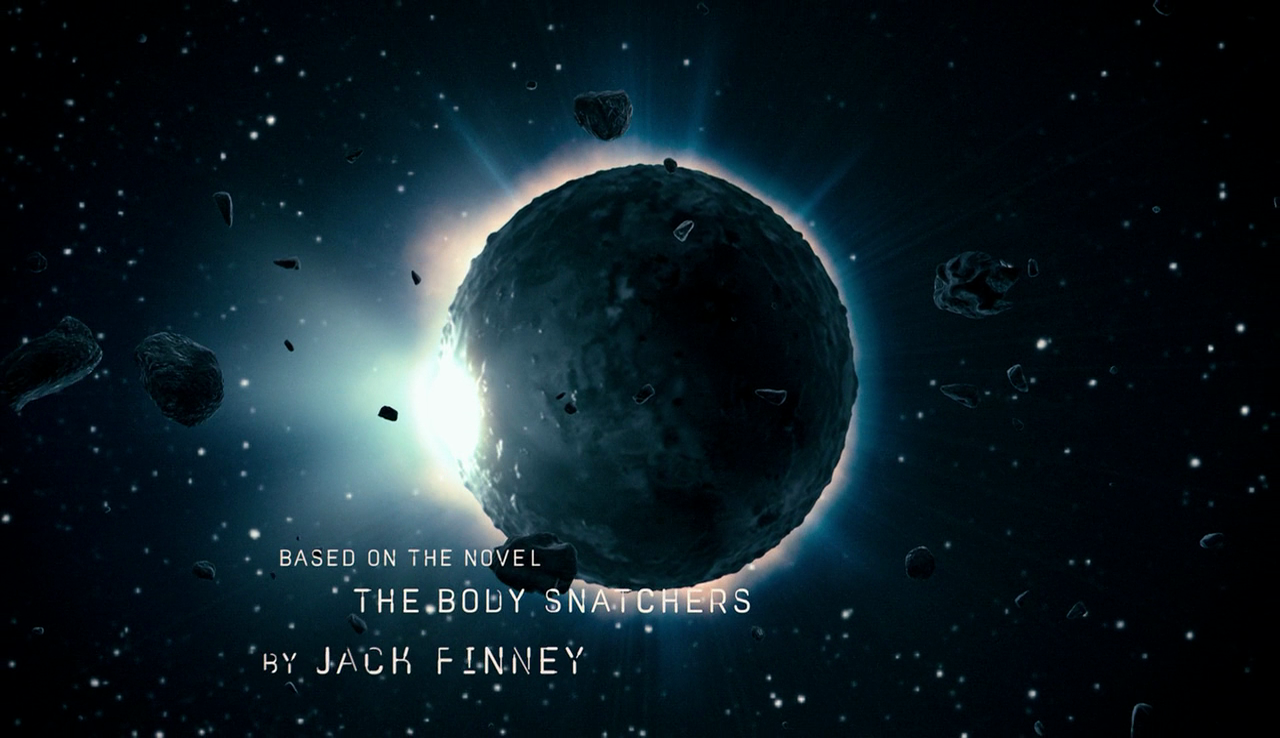 BASED ON THE NOVEL
THE BODY SNATCHERS
BY JACK FINNEY